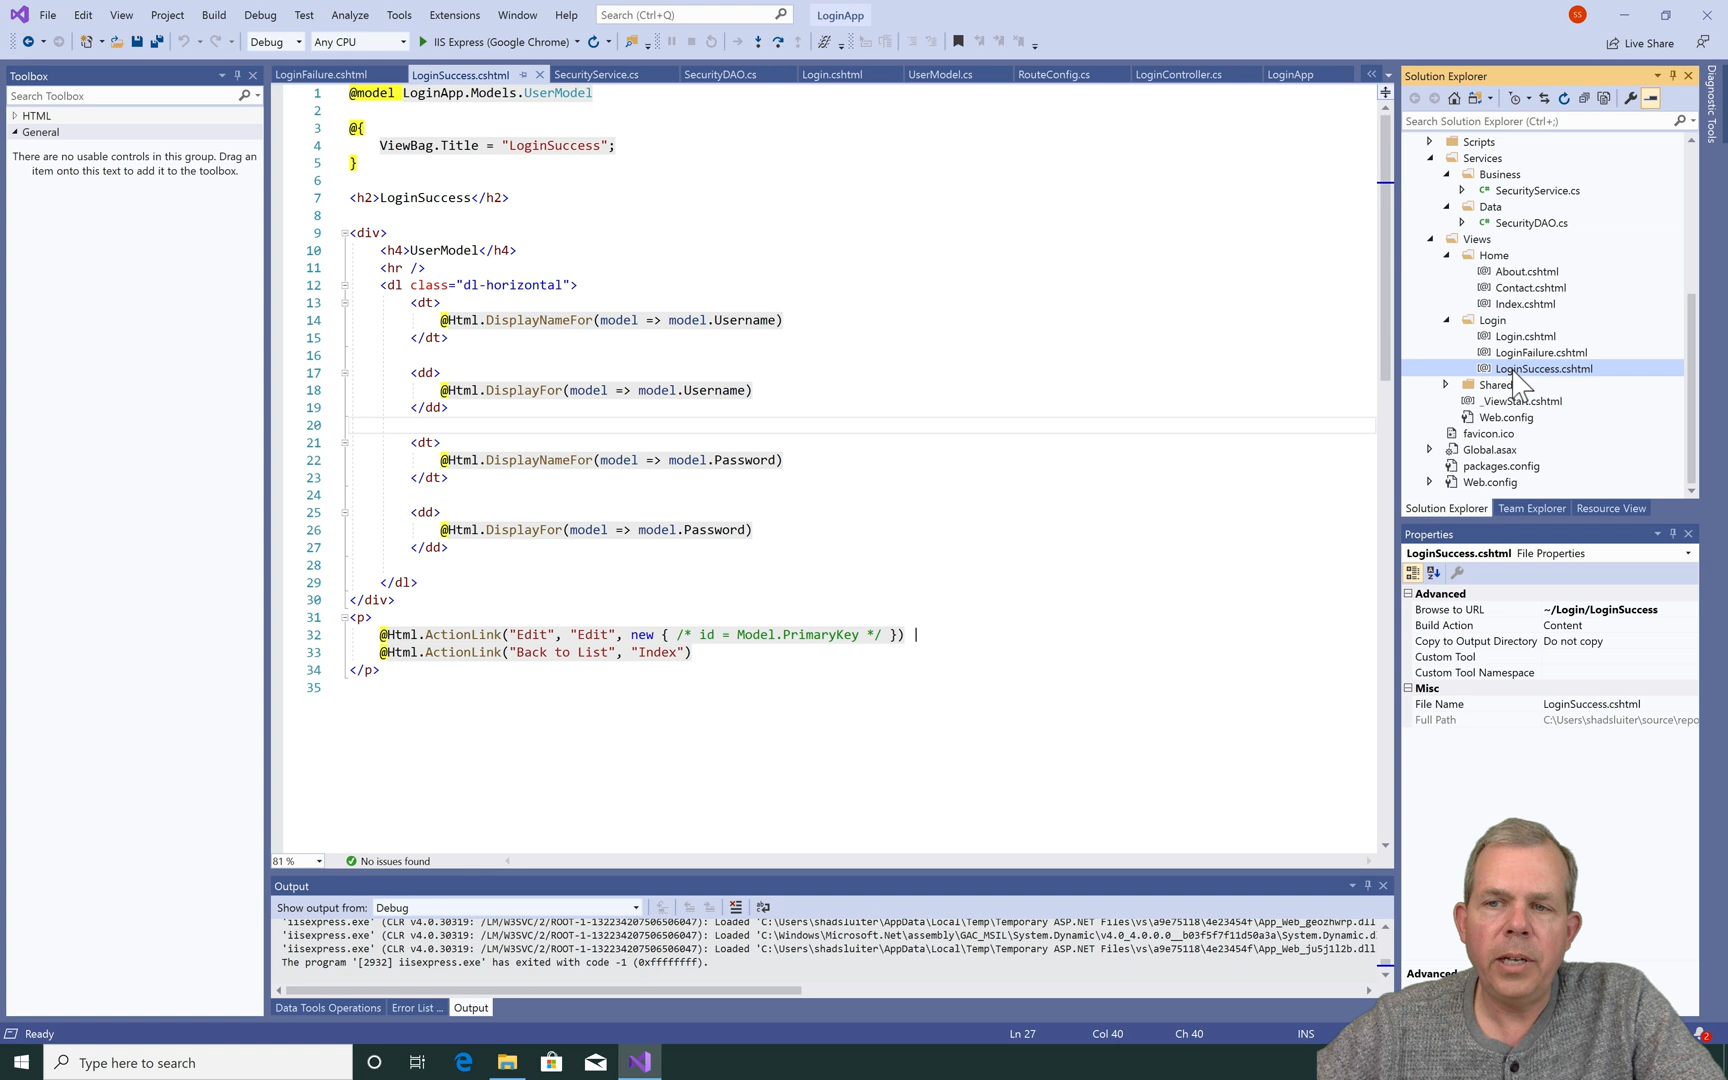 File Edit View Project Build Debug Test Analyze Tools Extensions Window Help Search (Ctrl+Q) LoginApp SS
Debug Any CPU IIS Express (Google Chrome) Live Share
Toolbox
Search Toolbox
HTML
General
There are no usable controls in this group. Drag an
item onto this text to add it to the toolbox.
LoginFailure.cshtml LoginSuccess.cshtml SecurityService.cs SecurityDAO.cs Login.cshtml UserModel.cs RouteConfig.cs LoginController.cs LoginApp
1 @model LoginApp.Models.UserModel
2
3 @{
4 ViewBag.Title = "LoginSuccess";
5 }
6
7 <h2>LoginSuccess</h2>
8
9 <div>
10 <h4>UserModel</h4>
11 <hr />
12 <dl class="dl-horizontal">
13 <dt>
14 @Html.DisplayNameFor(model => model.Username)
15 </dt>
16
17 <dd>
18 @Html.DisplayFor(model => model.Username)
19 </dd>
20
21 <dt>
22 @Html.DisplayNameFor(model => model.Password)
23 </dt>
24
25 <dd>
26 @Html.DisplayFor(model => model.Password)
27 </dd>
28
29 </dl>
30 </div>
31 <p>
32 @Html.ActionLink("Edit", "Edit", new { /* id = Model.PrimaryKey */ }) |
33 @Html.ActionLink("Back to List", "Index")
34 </p>
35
81 % No issues found
Output
Show output from: Debug
'iisexpress.exe' (CLR v4.0.30319: /LM/W3SVC/2/ROOT-1-132234207506506047): Loaded 'C:\Users\shadsluiter\AppData\Local\Temp\Temporary ASP.NET Files\vs\a9e75118\4e23454f\App_Web_geozhwrp.dll
'iisexpress.exe' (CLR v4.0.30319: /LM/W3SVC/2/ROOT-1-132234207506506047): Loaded 'C:\Windows\Microsoft.Net\assembly\GAC_MSIL\System.Dynamic\v4.0_4.0.0.0__b03f5f7f11d50a3a\System.Dynamic.d
'iisexpress.exe' (CLR v4.0.30319: /LM/W3SVC/2/ROOT-1-132234207506506047): Loaded 'C:\Users\shadsluiter\AppData\Local\Temp\Temporary ASP.NET Files\vs\a9e75118\4e23454f\App_Web_ju5j1l2b.dll
The program '[2932] iisexpress.exe' has exited with code -1 (0xffffffff).
Data Tools Operations Error List ... Output
Solution Explorer
Search Solution Explorer (Ctrl+;)
Scripts
Services
Business
C# SecurityService.cs
Data
C# SecurityDAO.cs
Views
Home
About.cshtml
Contact.cshtml
Index.cshtml
Login
Login.cshtml
LoginFailure.cshtml
LoginSuccess.cshtml
Shared
_ViewStart.cshtml
Web.config
favicon.ico
Global.asax
packages.config
Web.config
Solution Explorer Team Explorer Resource View
Properties
LoginSuccess.cshtml File Properties
Advanced
Browse to URL ~/Login/LoginSuccess
Build Action Content
Copy to Output Directory Do not copy
Custom Tool
Custom Tool Namespace
Misc
File Name LoginSuccess.cshtml
Full Path C:\Users\shadsluiter\source\repo
Advanced
Diagnostic Tools
Ready Ln 27 Col 40 Ch 40 INS 2
Type here to search